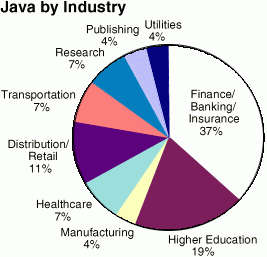 Java by Industry
Utilities
4%
Publishing
4%
Research
7%
Transportation
7%
Distribution/
Retail
11%
Healthcare
7%
Manufacturing
4%
Higher Education
19%
Finance/
Banking/
Insurance
37%